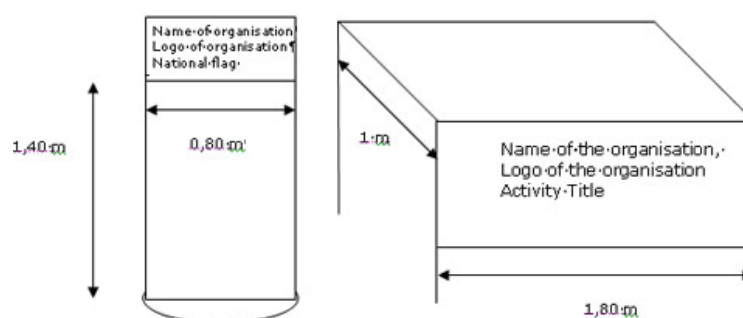 Name of organisation
Logo of organisation ¶
National flag
1,40 m
0,80 m
1 m
Name of the organisation,
Logo of the organisation
Activity Title
1,80 m